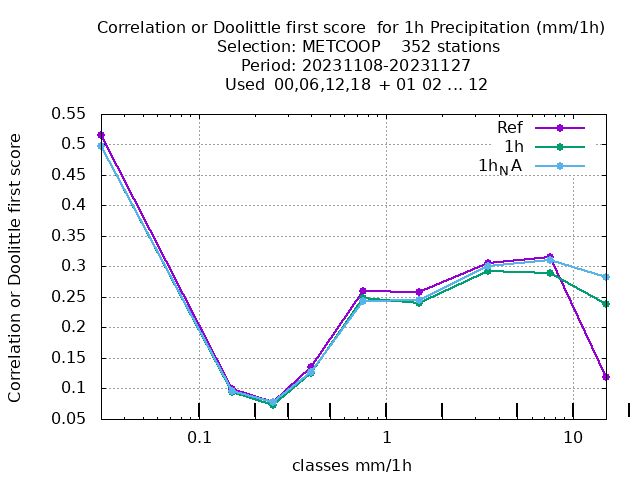 Correlation or Doolittle first score  for 1h Precipitation (mm/1h)
Selection: METCOOP    352 stations
Period: 20231108-20231127
Used  00,06,12,18  + 01 02 ... 12
Correlation or Doolittle first score
0.55
0.5
0.45
0.4
0.35
0.3
0.25
0.2
0.15
0.1
0.05
Ref
1h
1h_NA
0.1
1
10
classes mm/1h